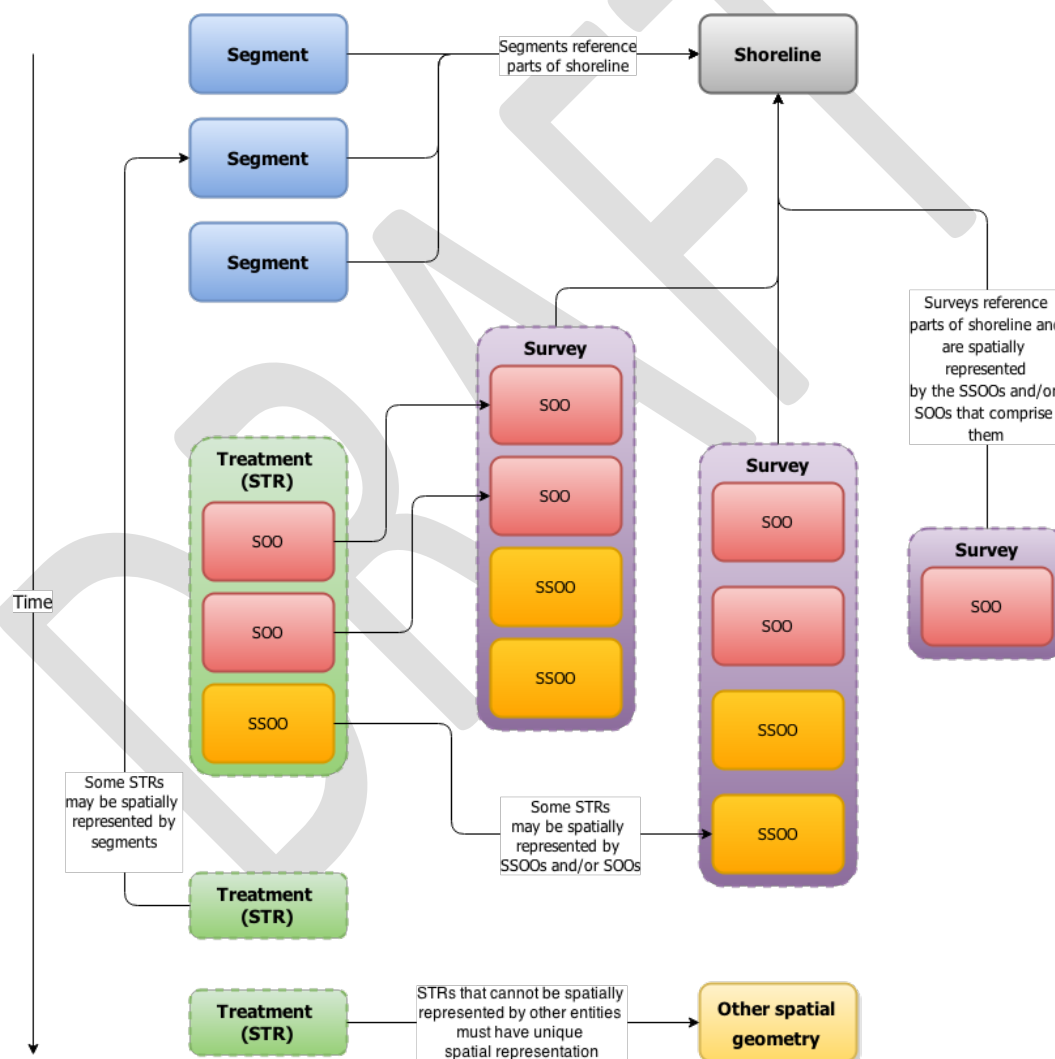 Segment
Segments reference
parts of shoreline
Shoreline
Segment
Segment
Surveys reference
parts of shoreline and
are spatially
represented
by the SSOOs and/or
SOOs that comprise
them
Survey
SOO
SOO
SSOO
SSOO
Treatment
(STR)
SOO
SOO
SSOO
Survey
SOO
SOO
SSOO
SSOO
Survey
SOO
Time
Some STRs
may be spatially
represented by
segments
Some STRs
may be spatially
represented by
SSOOs and/or SOOs
Treatment
(STR)
Treatment
(STR)
STRs that cannot be spatially
represented by other entities
must have unique
spatial representation
Other spatial
geometry
DRAFT